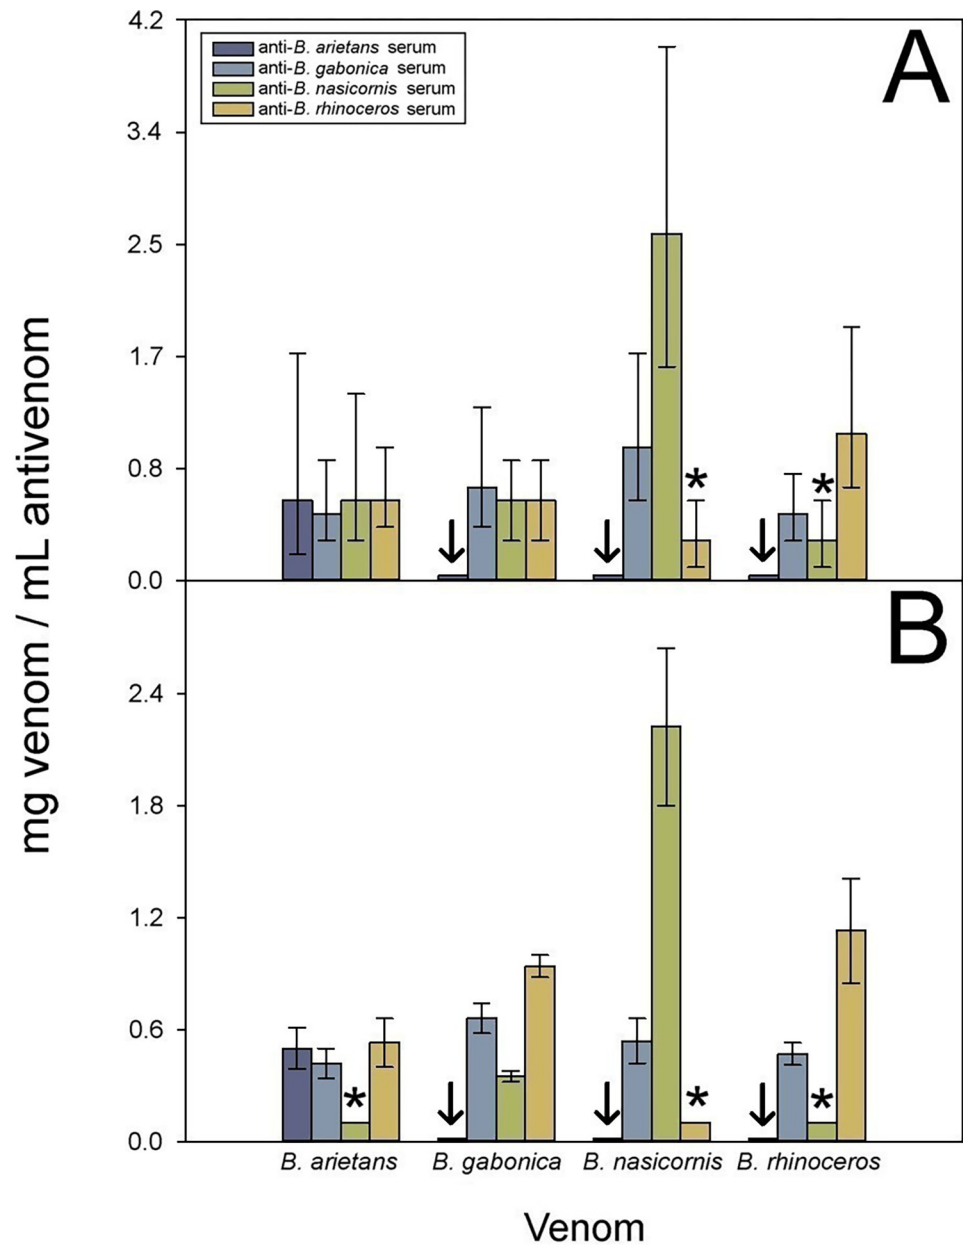 4.2
A
anti-B. arietans serum
anti-B. gabonica serum
anti-B. nasicornis serum
anti-B. rhinoceros serum
3.4
2.5
1.7
*
*
0.8
0.0
mg venom / mL antivenom
B
2.4
1.8
1.2
0.6
*
*
*
0.0
B. arietans B. gabonica B. nasicornis B. rhinoceros
Venom